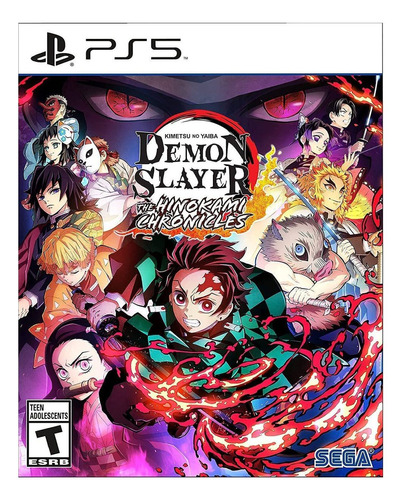 PS5
KIMETSU NO YAIBA
DEMON
SLAYER
THE HINOKAMI
CHRONICLES
TEEN
ADOLESCENTS
T
ESRB
SEGA